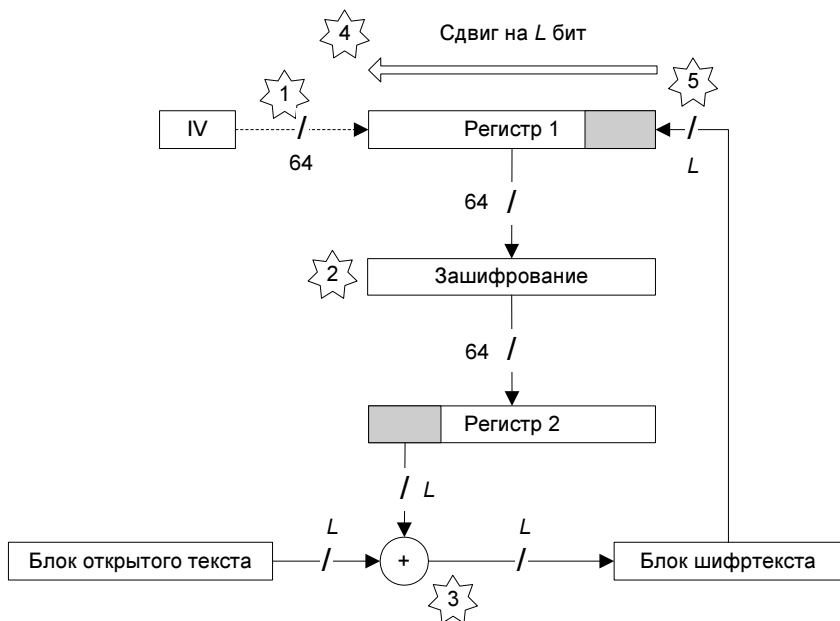 4
Сдвиг на L бит
1
5
IV
Регистр 1
64
L
64
2
Зашифрование
64
Регистр 2
L
L
L
Блок открытого текста
+
Блок шифртекста
3